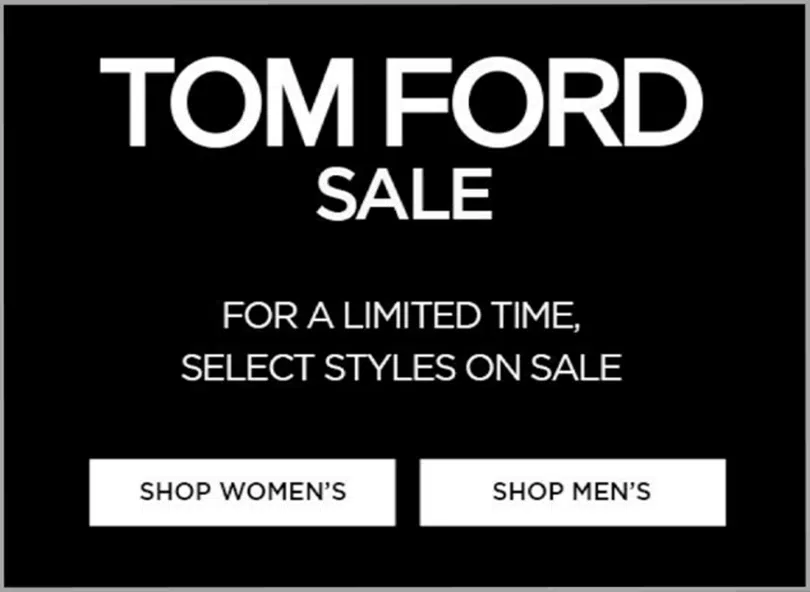 TOM FORD
SALE
FOR A LIMITED TIME,
SELECT STYLES ON SALE
SHOP WOMEN'S
SHOP MEN'S